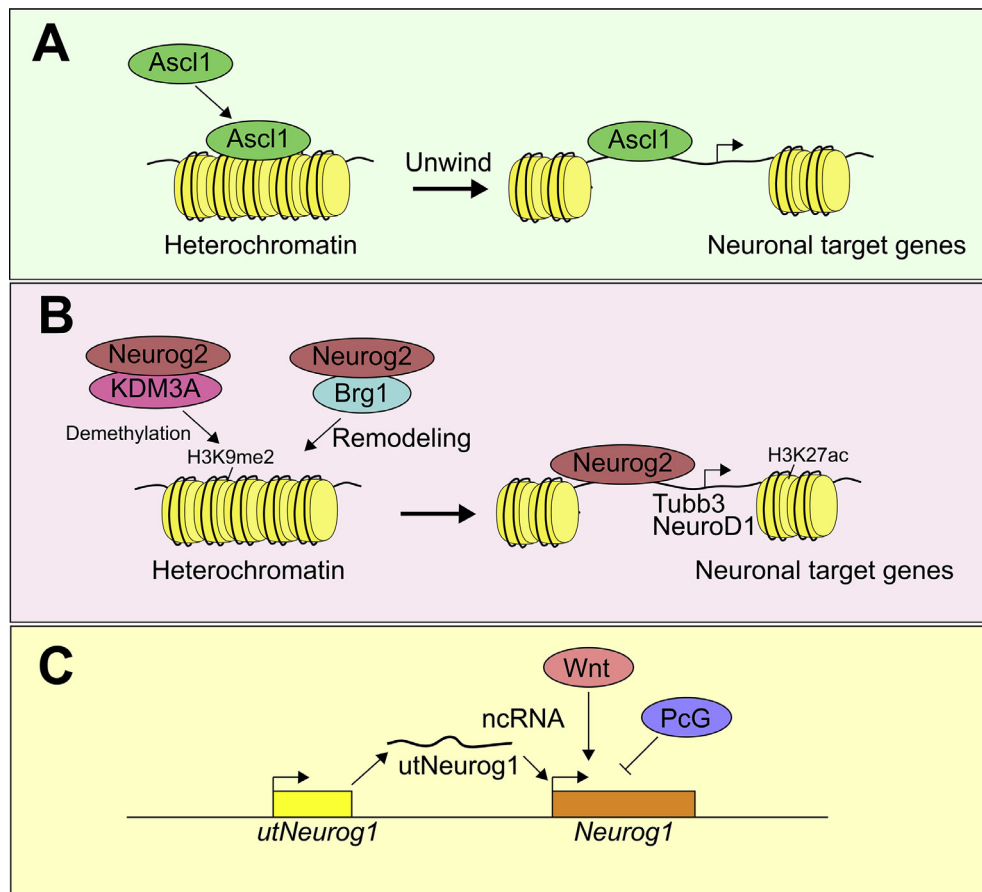 A
Ascl1
Ascl1
Unwind
Ascl1
Heterochromatin
Neuronal target genes
B
Neurog2
KDM3A
Neurog2
Brg1
Demethylation
Remodeling
H3K9me2
Neurog2
H3K27ac
Tubb3
NeuroD1
Heterochromatin
Neuronal target genes
C
Wnt
PcG
ncRNA
utNeurog1
utNeurog1
Neurog1